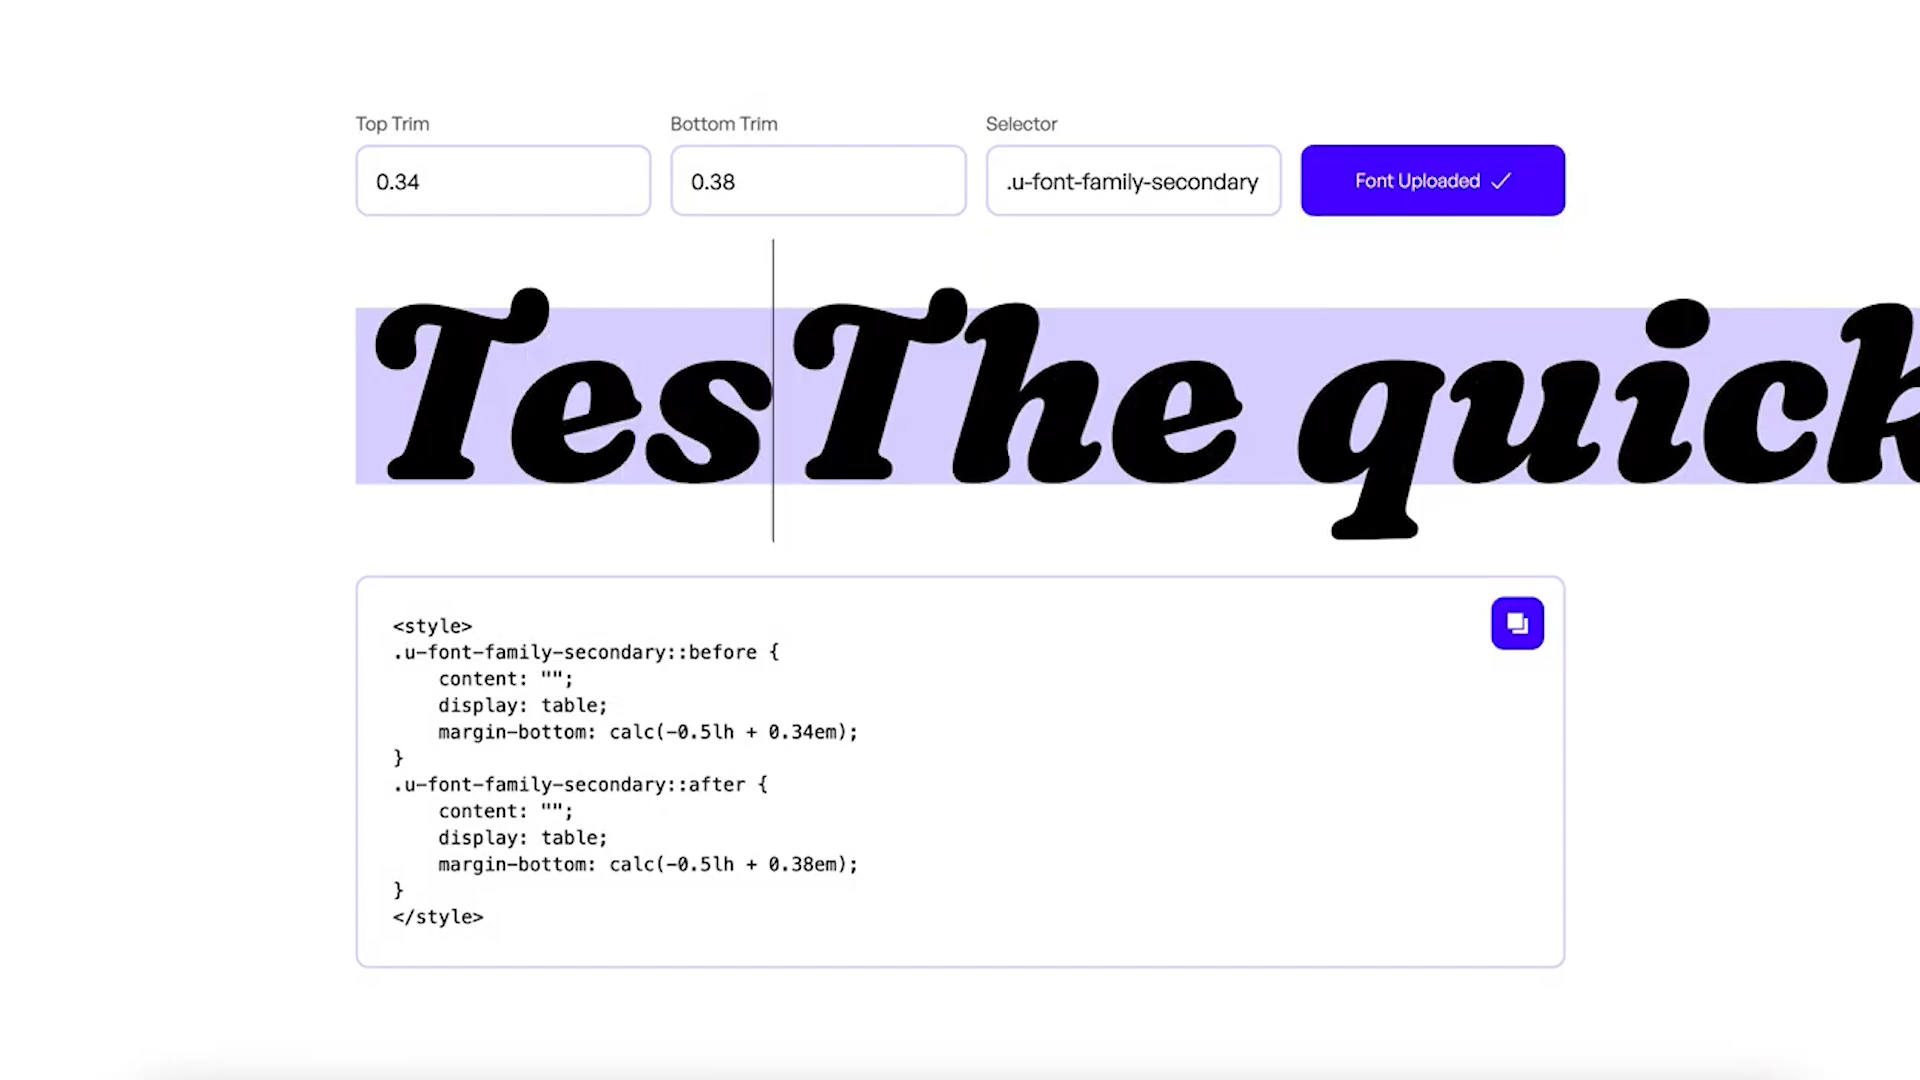 Top Trim
Bottom Trim
Selector
0.34
0.38
.u-font-family-secondary
Font Uploaded
TesThe quick
<style>
.u-font-family-secondary::before {
    content: "";
    display: table;
    margin-bottom: calc(-0.5lh + 0.34em);
}
.u-font-family-secondary::after {
    content: "";
    display: table;
    margin-bottom: calc(-0.5lh + 0.38em);
}
</style>